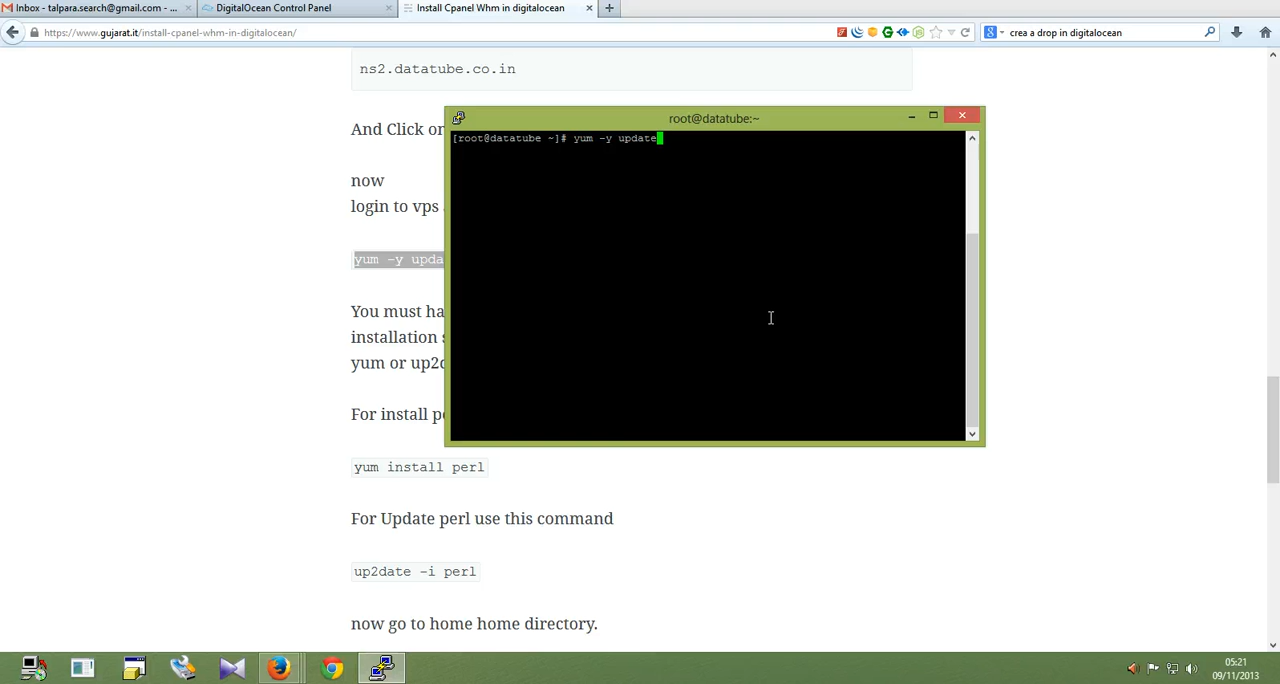 Inbox - talpara.search@gmail.com - ...
DigitalOcean Control Panel
Install Cpanel Whm in digitalocean
https://www.gujarat.it/install-cpanel-whm-in-digitalocean/
crea a drop in digitalocean
ns2.datatube.co.in
And Click on
root@datatube:~
[root@datatube ~]# yum -y update
now
login to vps
yum -y upda
You must ha
installation s
yum or up2d
For install pe
yum install perl
For Update perl use this command
up2date -i perl
now go to home home directory.
05:21
09/11/2013